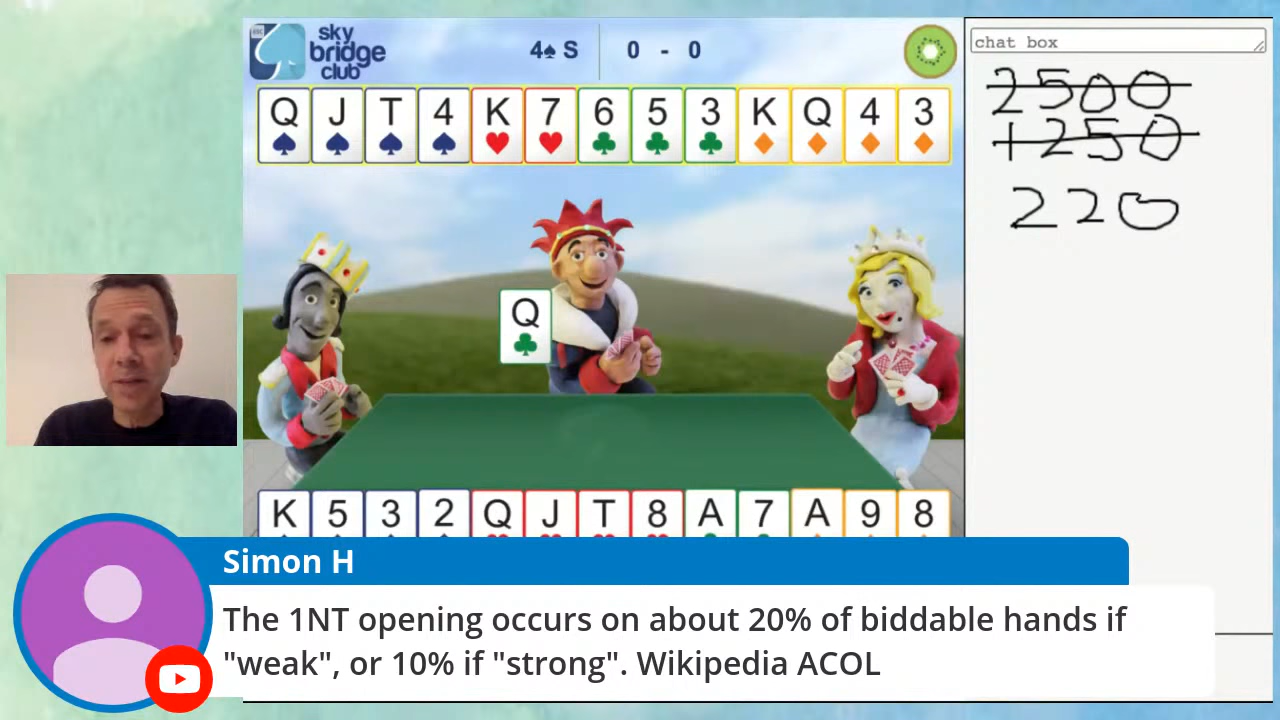 sky
bridge
club
4♠ S
0 - 0
chat box
Q J T 4 K 7 6 5 3 K Q 4 3
2500
+250
220
Q
K 5 3 2 Q J T 8 A 7 A 9 8
Simon H
The 1NT opening occurs on about 20% of biddable hands if
"weak", or 10% if "strong". Wikipedia ACOL